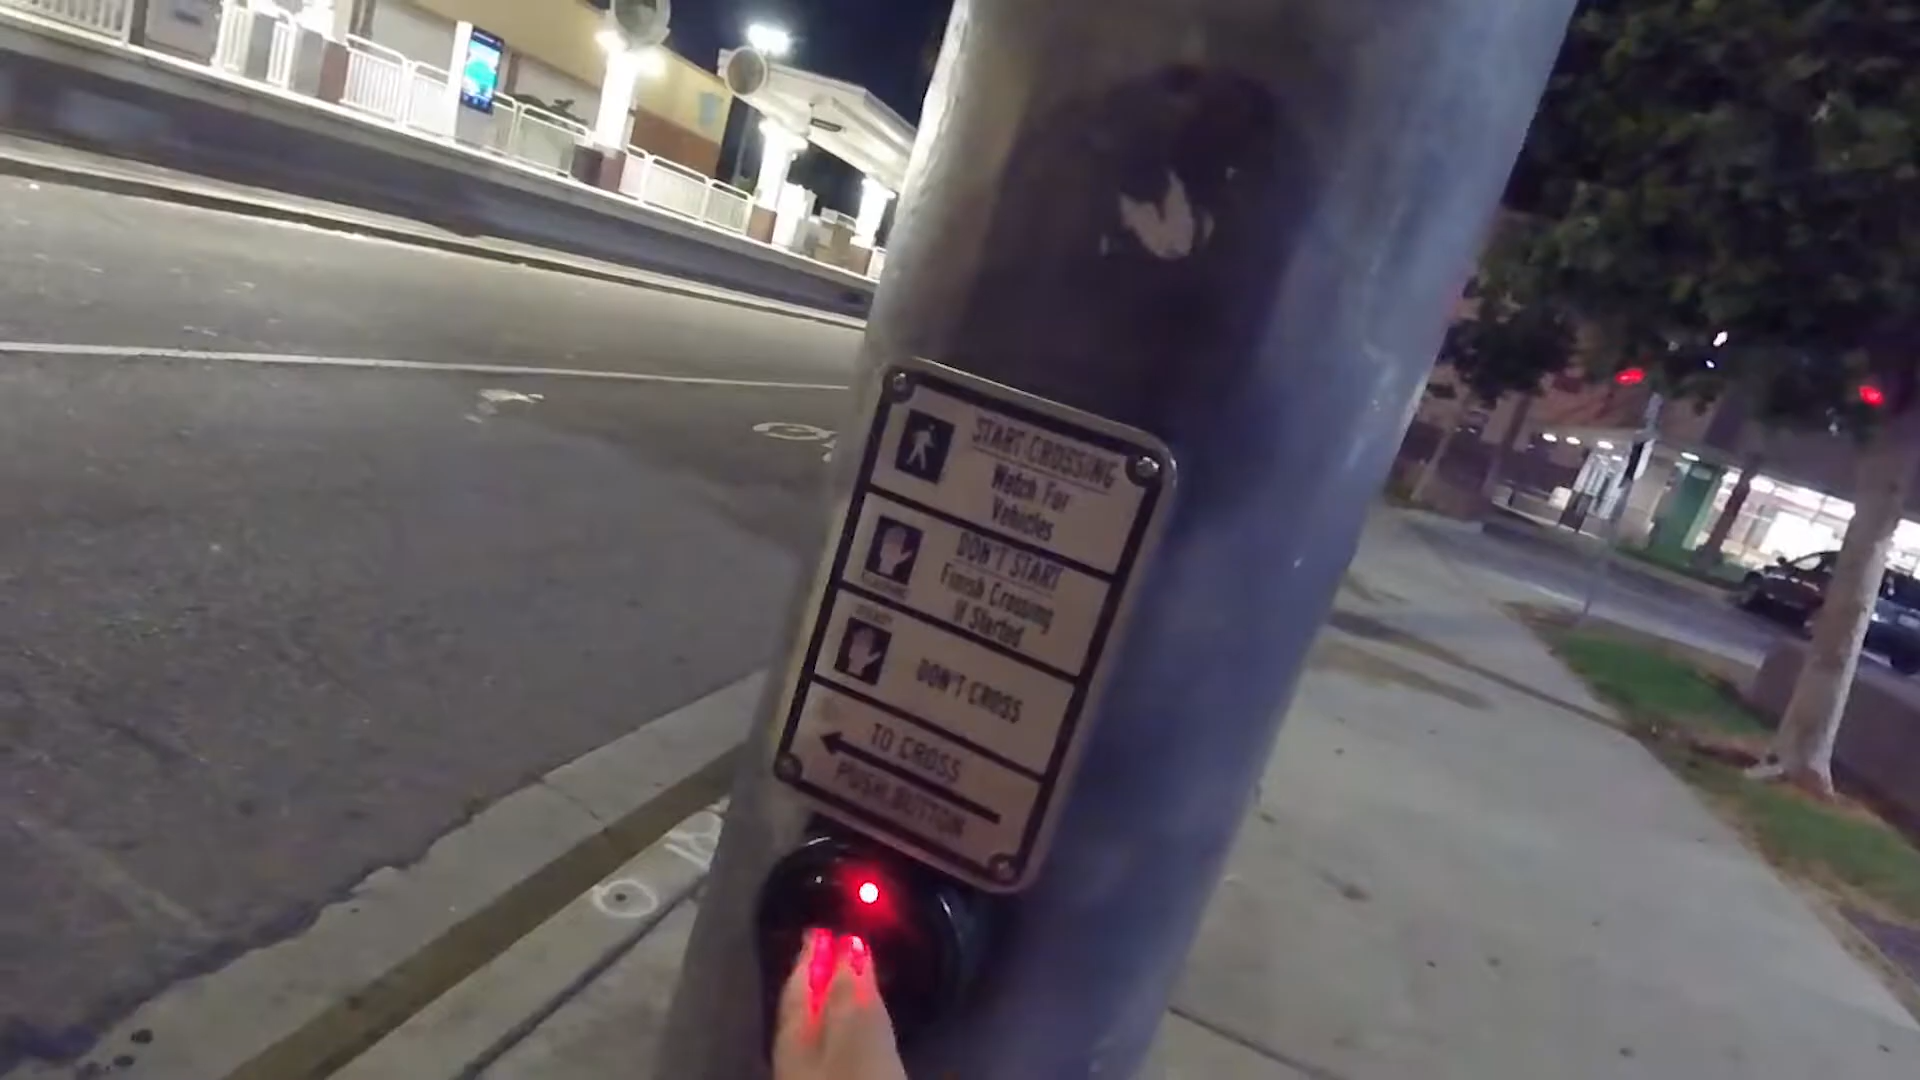 START CROSSING
Watch For
Vehicles
DON'T START
Finish Crossing
If Started
DON'T CROSS
TO CROSS
PUSH BUTTON